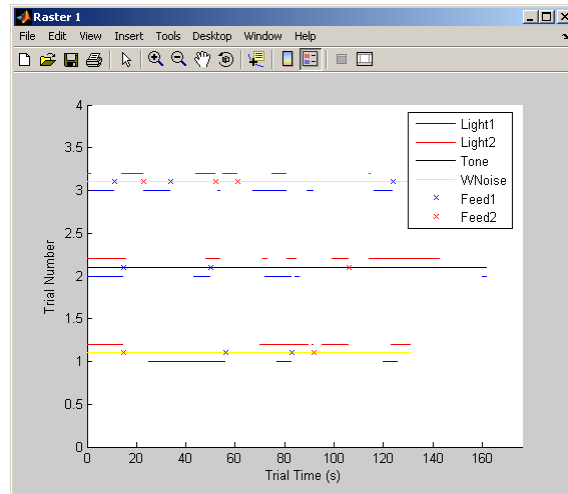 Raster 1
File Edit View Insert Tools Desktop Window Help
4
3.5
3
2.5
2
1.5
1
0.5
0
Trial Number
0 20 40 60 80 100 120 140 160
Trial Time (s)
Light1
Light2
Tone
WNoise
Feed1
Feed2